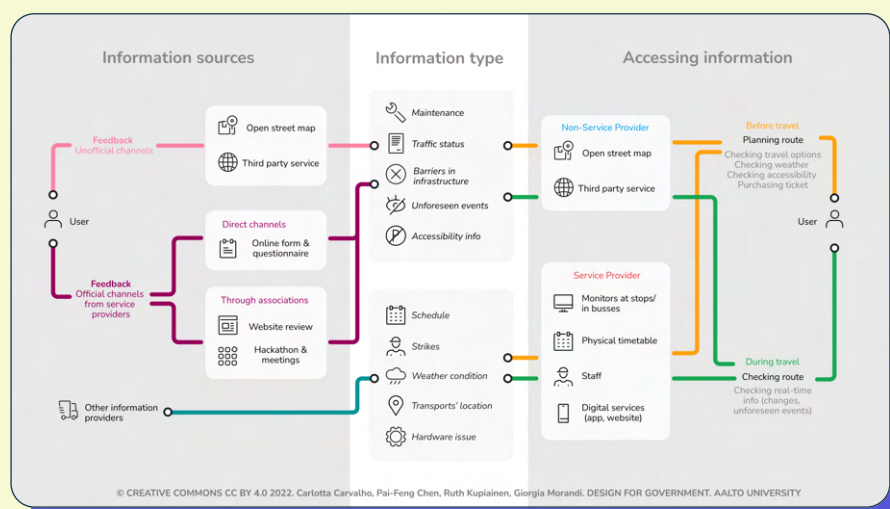 Information sources
Information type
Accessing information
Feedback
Unofficial channels
Open street map
Third party service
User
Direct channels
Online form &
questionnaire
Feedback
Official channels
from service
providers
Through associations
Website review
Hackathon &
meetings
Other information
providers
Maintenance
Traffic status
Barriers in
infrastructure
Unforeseen events
Accessibility info
Schedule
Strikes
Weather condition
Transports' location
Hardware issue
Non-Service Provider
Open street map
Third party service
Service Provider
Monitors at stops/
in busses
Physical timetable
Staff
Digital services
(app, website)
Before travel
Planning route
Checking travel options
Checking weather
Checking accessibility
Purchasing ticket
User
During travel
Checking route
Checking real-time
info (changes,
unforeseen events)
© CREATIVE COMMONS CC BY 4.0 2022. Carlotta Carvalho, Pai-Feng Chen, Ruth Kupiainen, Giorgia Morandi. DESIGN FOR GOVERNMENT. AALTO UNIVERSITY